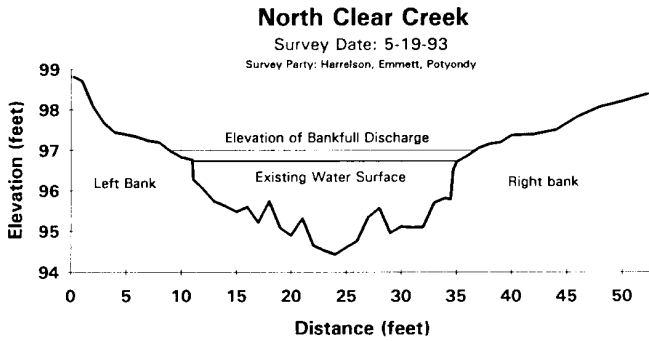 North Clear Creek
Survey Date: 5-19-93
Survey Party: Harrelson, Emmett, Potyondy
Elevation (feet)
99
98
97
96
95
94
Elevation of Bankfull Discharge
Left Bank
Existing Water Surface
Right bank
0 5 10 15 20 25 30 35 40 45 50
Distance (feet)